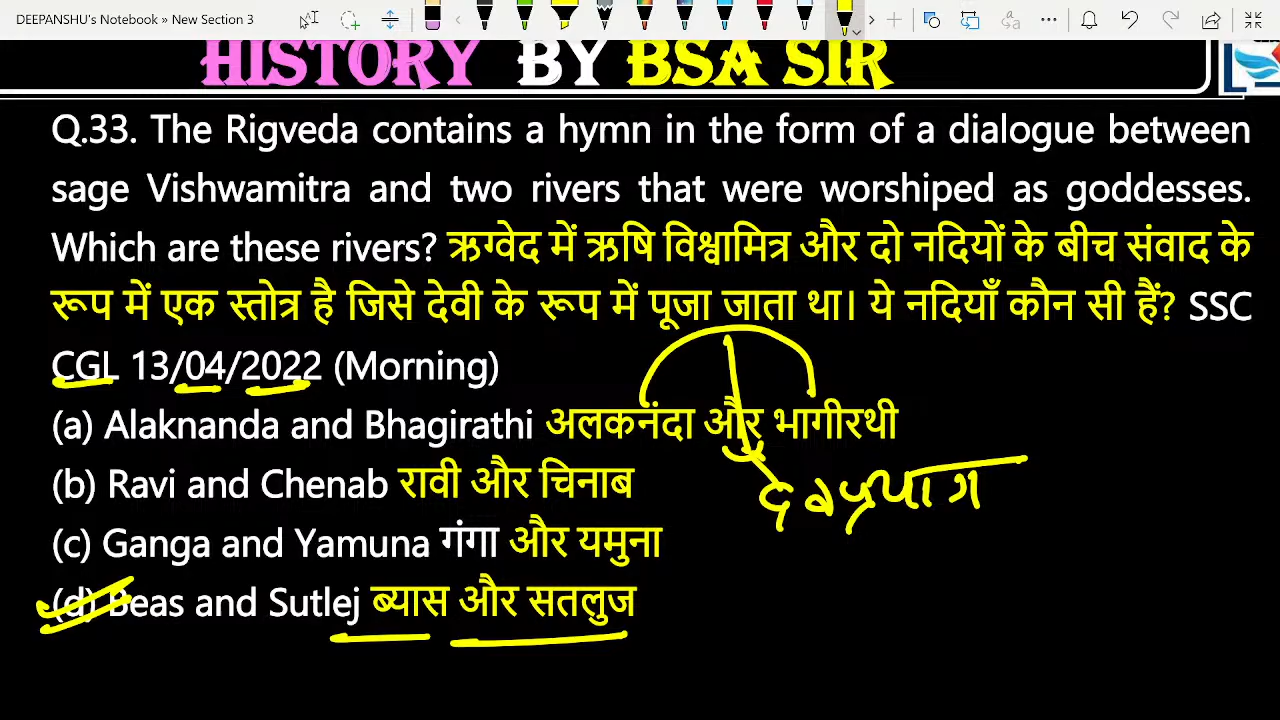 DEEPANSHU's Notebook » New Section 3
HISTORY BY BSA SIR
Q.33. The Rigveda contains a hymn in the form of a dialogue between
sage Vishwamitra and two rivers that were worshiped as goddesses.
Which are these rivers? ऋग्वेद में ऋषि विश्वामित्र और दो नदियों के बीच संवाद के
रूप में एक स्तोत्र है जिसे देवी के रूप में पूजा जाता था। ये नदियाँ कौन सी हैं? SSC
CGL 13/04/2022 (Morning)
(a) Alaknanda and Bhagirathi अलकनंदा और भागीरथी
(b) Ravi and Chenab रावी और चिनाब
देवप्रयाग
(c) Ganga and Yamuna गंगा और यमुना
(d) Beas and Sutlej ब्यास और सतलुज